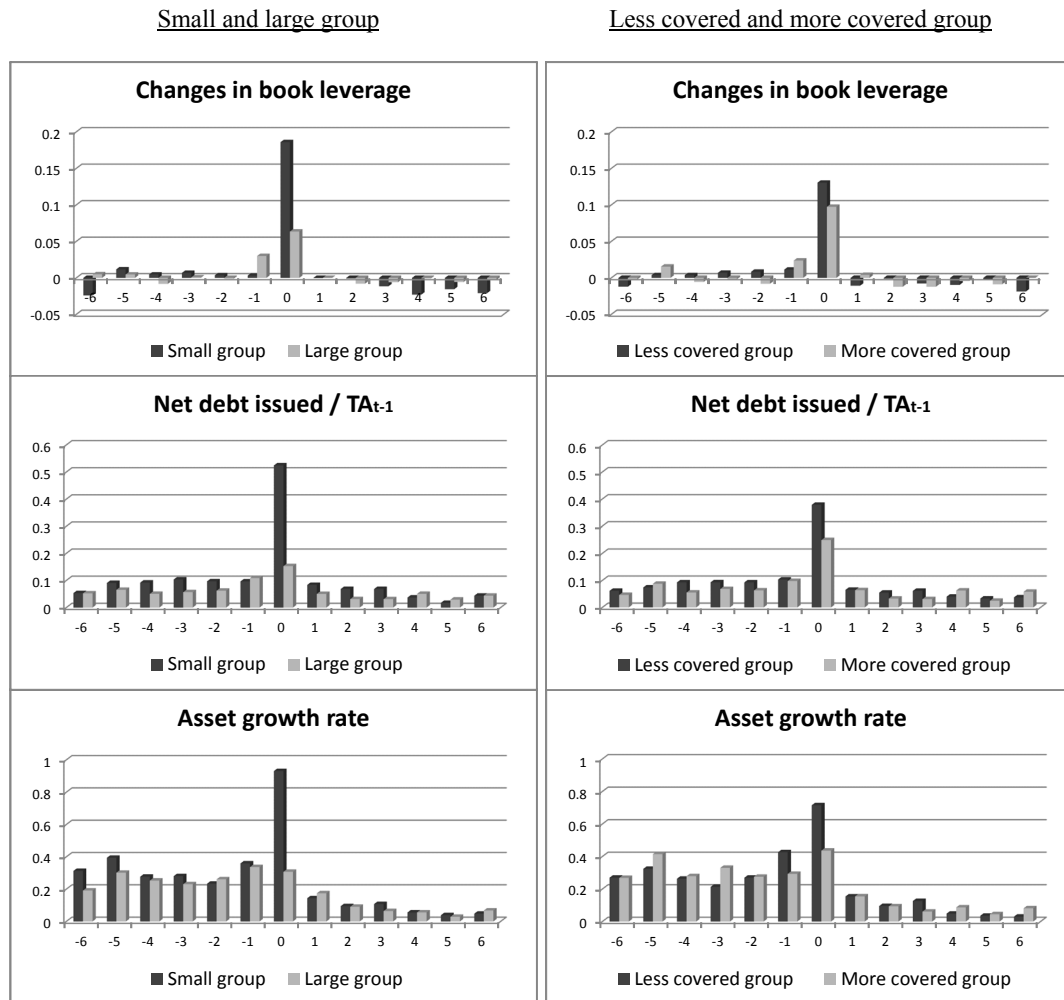 Small and large group
Less covered and more covered group
Changes in book leverage
0.2
0.15
0.1
0.05
0
-0.05
-6 -5 -4 -3 -2 -1 0 1 2 3 4 5 6
Small group Large group
Changes in book leverage
0.2
0.15
0.1
0.05
0
-0.05
-6 -5 -4 -3 -2 -1 0 1 2 3 4 5 6
Less covered group More covered group
Net debt issued / TAt-1
0.6
0.5
0.4
0.3
0.2
0.1
0
-6 -5 -4 -3 -2 -1 0 1 2 3 4 5 6
Small group Large group
Net debt issued / TAt-1
0.6
0.5
0.4
0.3
0.2
0.1
0
-6 -5 -4 -3 -2 -1 0 1 2 3 4 5 6
Less covered group More covered group
Asset growth rate
1
0.8
0.6
0.4
0.2
0
-6 -5 -4 -3 -2 -1 0 1 2 3 4 5 6
Small group Large group
Asset growth rate
1
0.8
0.6
0.4
0.2
0
-6 -5 -4 -3 -2 -1 0 1 2 3 4 5 6
Less covered group More covered group